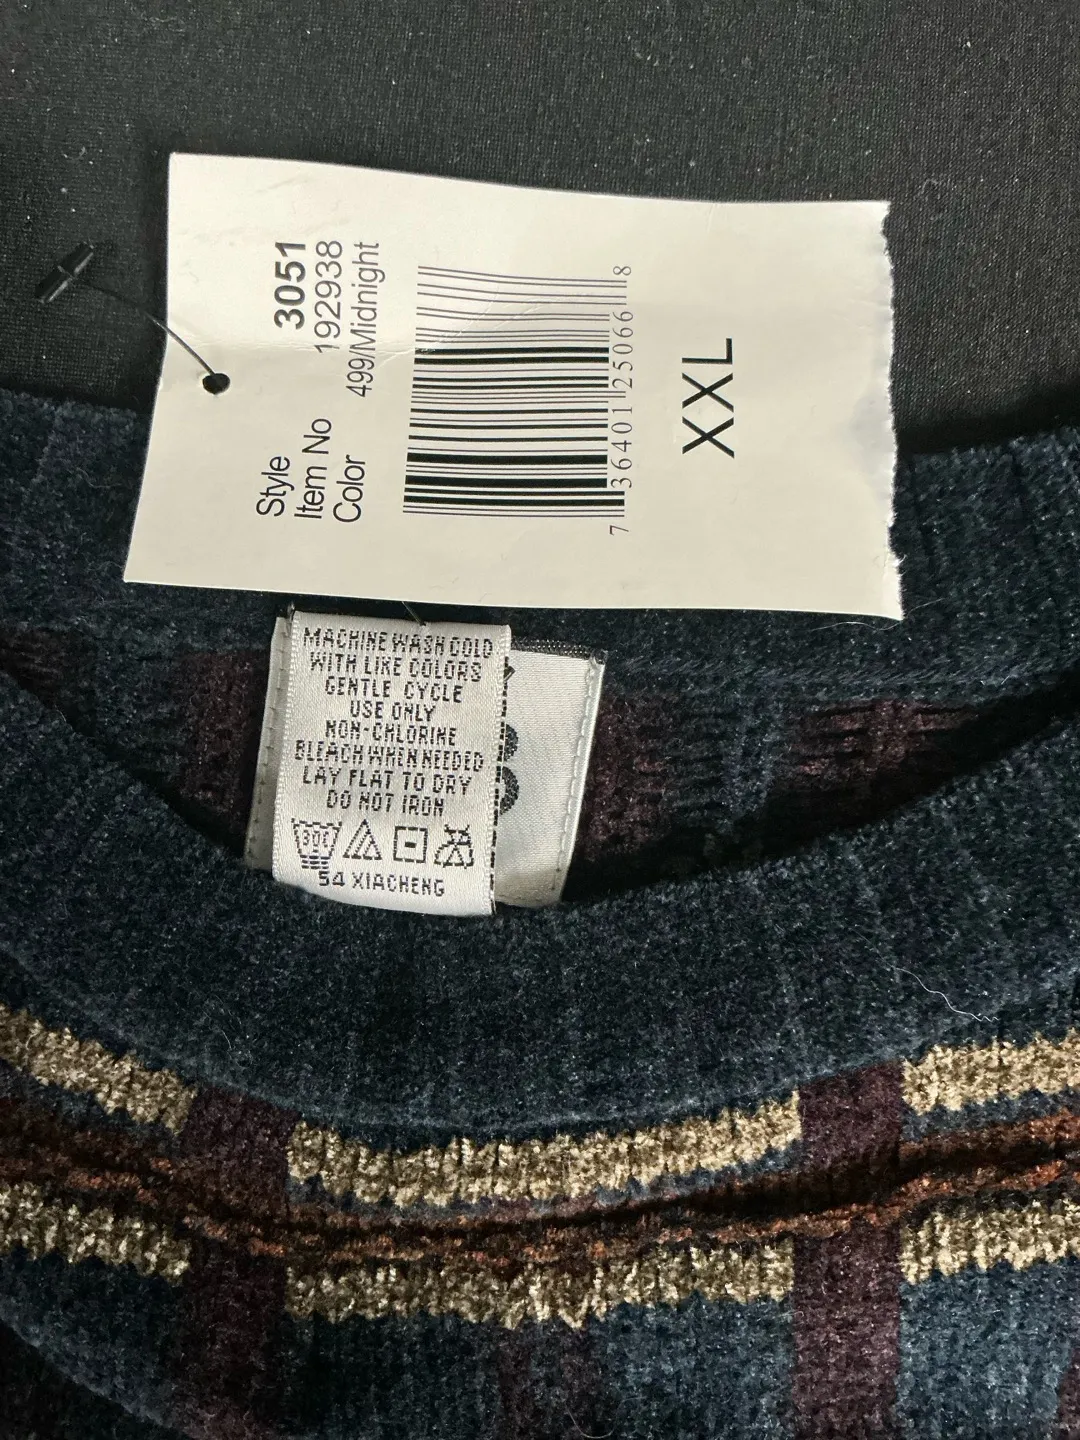 Style 3051
Item No 192938
Color 499/Midnight
7 36401 25066 8
XXL
MACHINE WASH COLD
WITH LIKE COLORS
GENTLE CYCLE
USE ONLY
NON-CHLORINE
BLEACH WHEN NEEDED
LAY FLAT TO DRY
DO NOT IRON
30C
54 XIACHENG